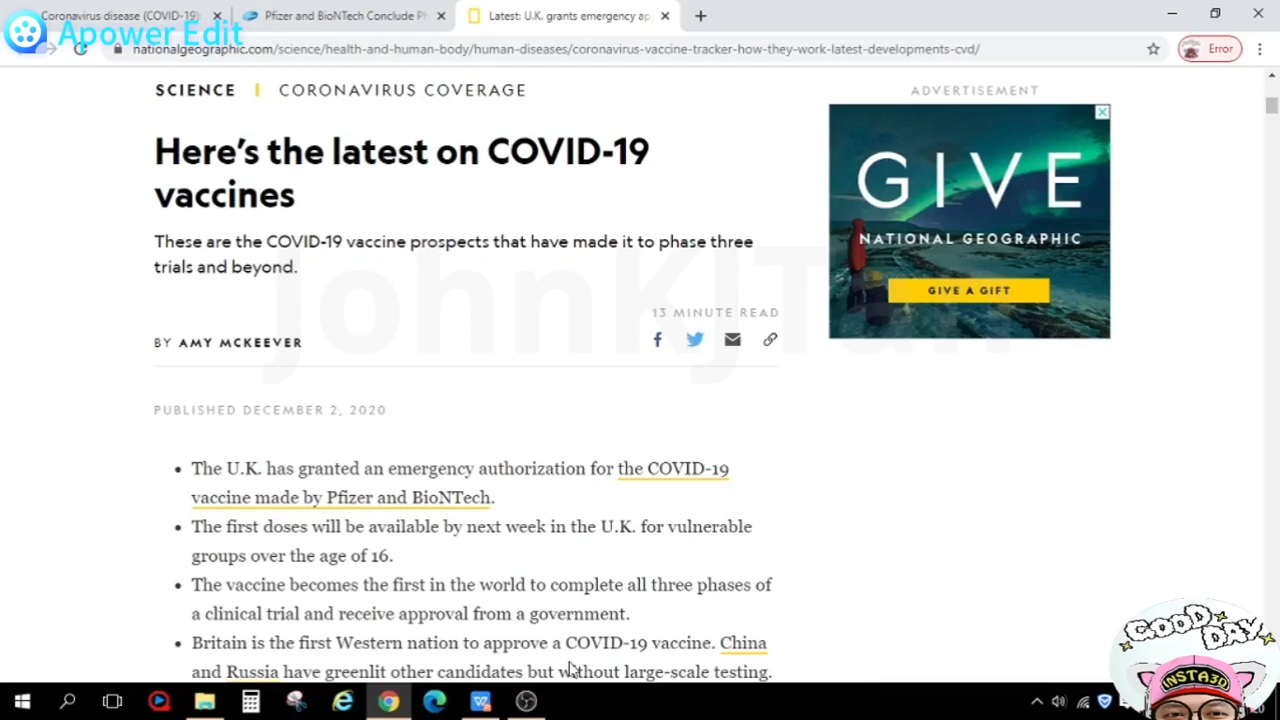 Coronavirus disease (COVID-19)
Pfizer and BioNTech Conclude Ph
Latest: U.K. grants emergency ap
Apower Edit
nationalgeographic.com/science/health-and-human-body/human-diseases/coronavirus-vaccine-tracker-how-they-work-latest-developments-cvd/
Error
SCIENCE | CORONAVIRUS COVERAGE
ADVERTISEMENT
Here's the latest on COVID-19
vaccines
GIVE
NATIONAL GEOGRAPHIC
GIVE A GIFT
These are the COVID-19 vaccine prospects that have made it to phase three
trials and beyond.
JohnKJTan
13 MINUTE READ
BY AMY MCKEEVER
PUBLISHED DECEMBER 2, 2020
• The U.K. has granted an emergency authorization for the COVID-19
vaccine made by Pfizer and BioNTech.
• The first doses will be available by next week in the U.K. for vulnerable
groups over the age of 16.
• The vaccine becomes the first in the world to complete all three phases of
a clinical trial and receive approval from a government.
• Britain is the first Western nation to approve a COVID-19 vaccine. China
and Russia have greenlit other candidates but without large-scale testing.
GOOD
DAY
INSTA30